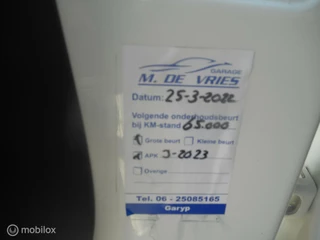 GARAGE
M. DE VRIES
Datum: 25-3-2022
Volgende onderhoudsbeurt
bij KM-stand 65.000
Grote beurt Kleine beurt
APK 3-2023
Overige
Tel. 06 - 25085165
Garyp
Mijnauto